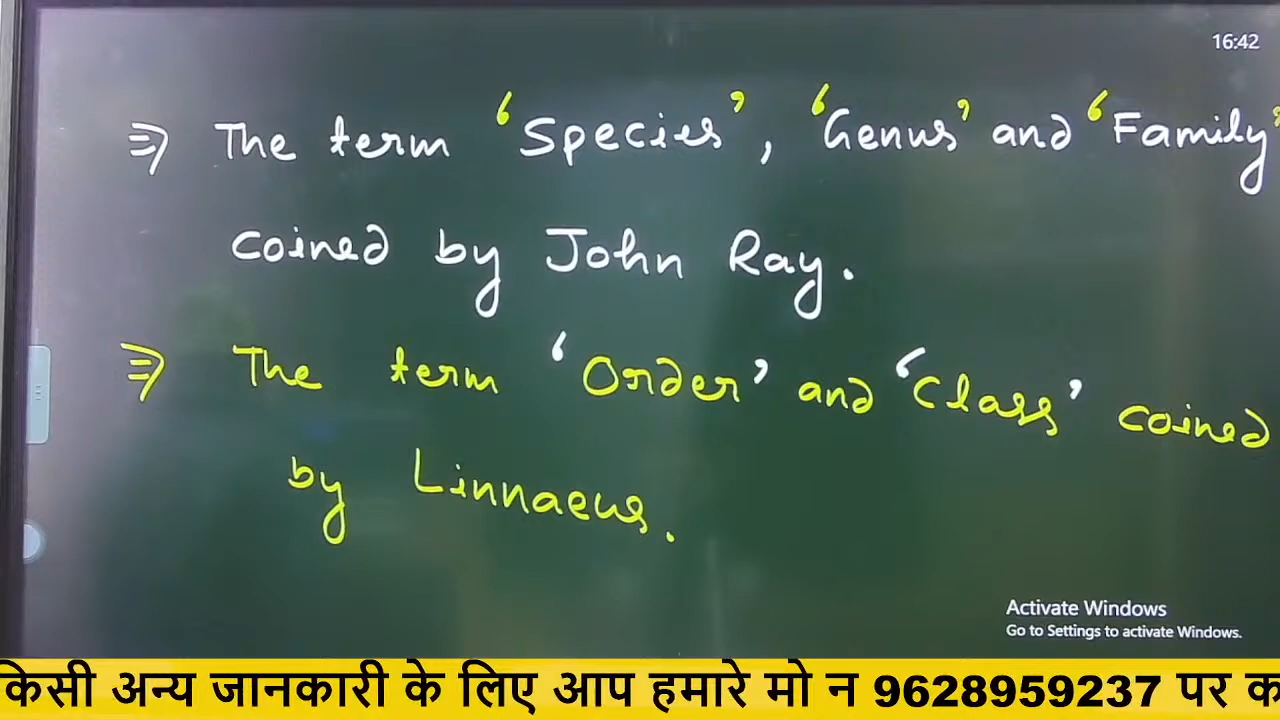 16:42
⇒ The term 'Species', 'Genus' and 'Family'
coined by John Ray.
⇒ The term 'Order' and 'Class' coined
by Linnaeus.
Activate Windows
Go to Settings to activate Windows.
किसी अन्य जानकारी के लिए आप हमारे मो न 9628959237 पर क